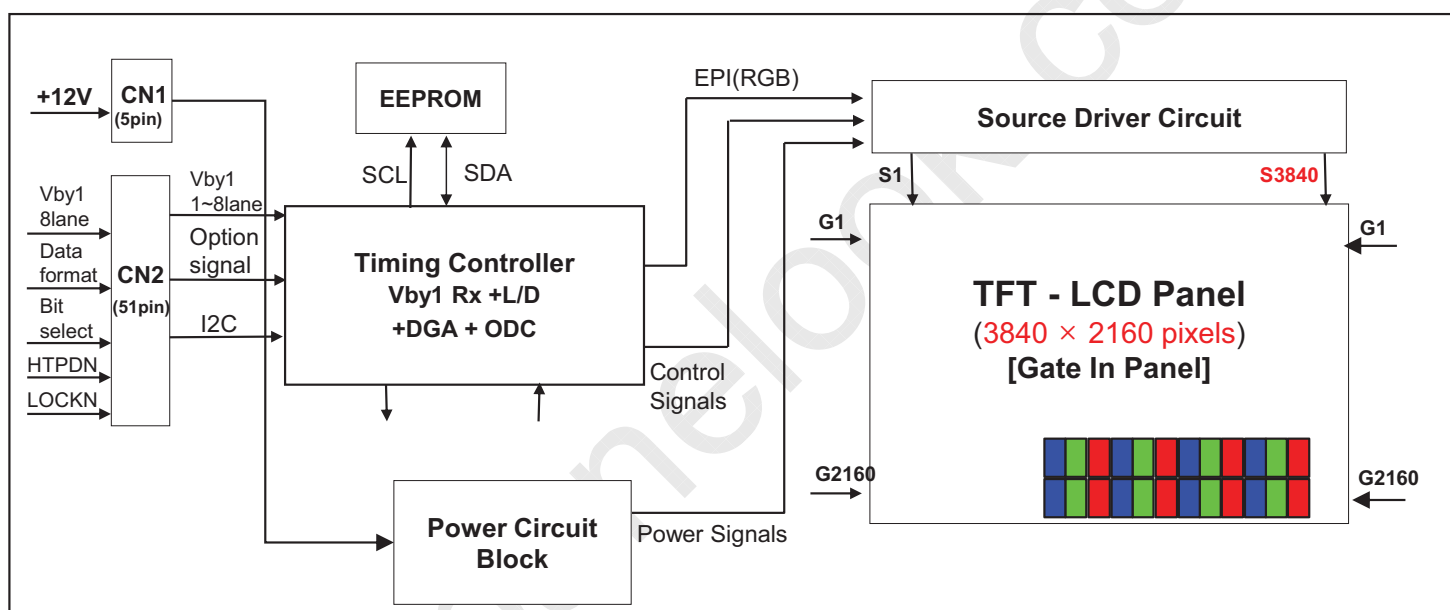 +12V
CN1
(5pin)
EEPROM
SCL
SDA
EPI(RGB)
Source Driver Circuit
S1
S3840
Vby1
8lane
Data
format
Bit
select
HTPDN
LOCKN
CN2
(51pin)
Vby1
1~8lane
Option
signal
I2C
Timing Controller
Vby1 Rx +L/D
+DGA + ODC
Control
Signals
Power Circuit
Block
Power Signals
G1
G1
TFT - LCD Panel
(3840 × 2160 pixels)
[Gate In Panel]
G2160
G2160